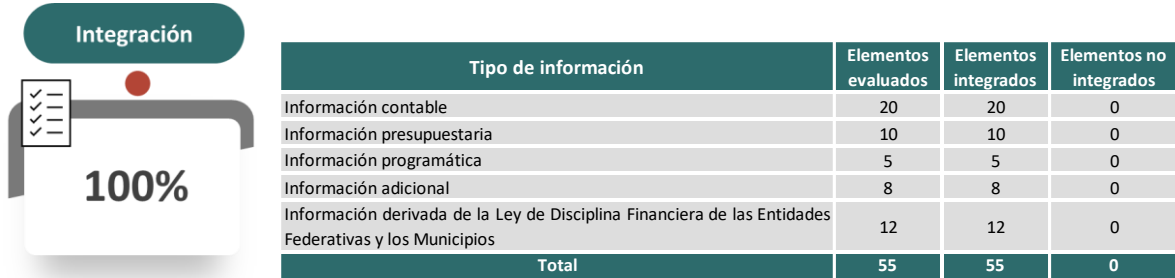 Integración
100%
Tipo de información Elementos evaluados Elementos integrados Elementos no integrados
Información contable 20 20 0
Información presupuestaria 10 10 0
Información programática 5 5 0
Información adicional 8 8 0
Información derivada de la Ley de Disciplina Financiera de las Entidades
Federativas y los Municipios 12 12 0
Total 55 55 0